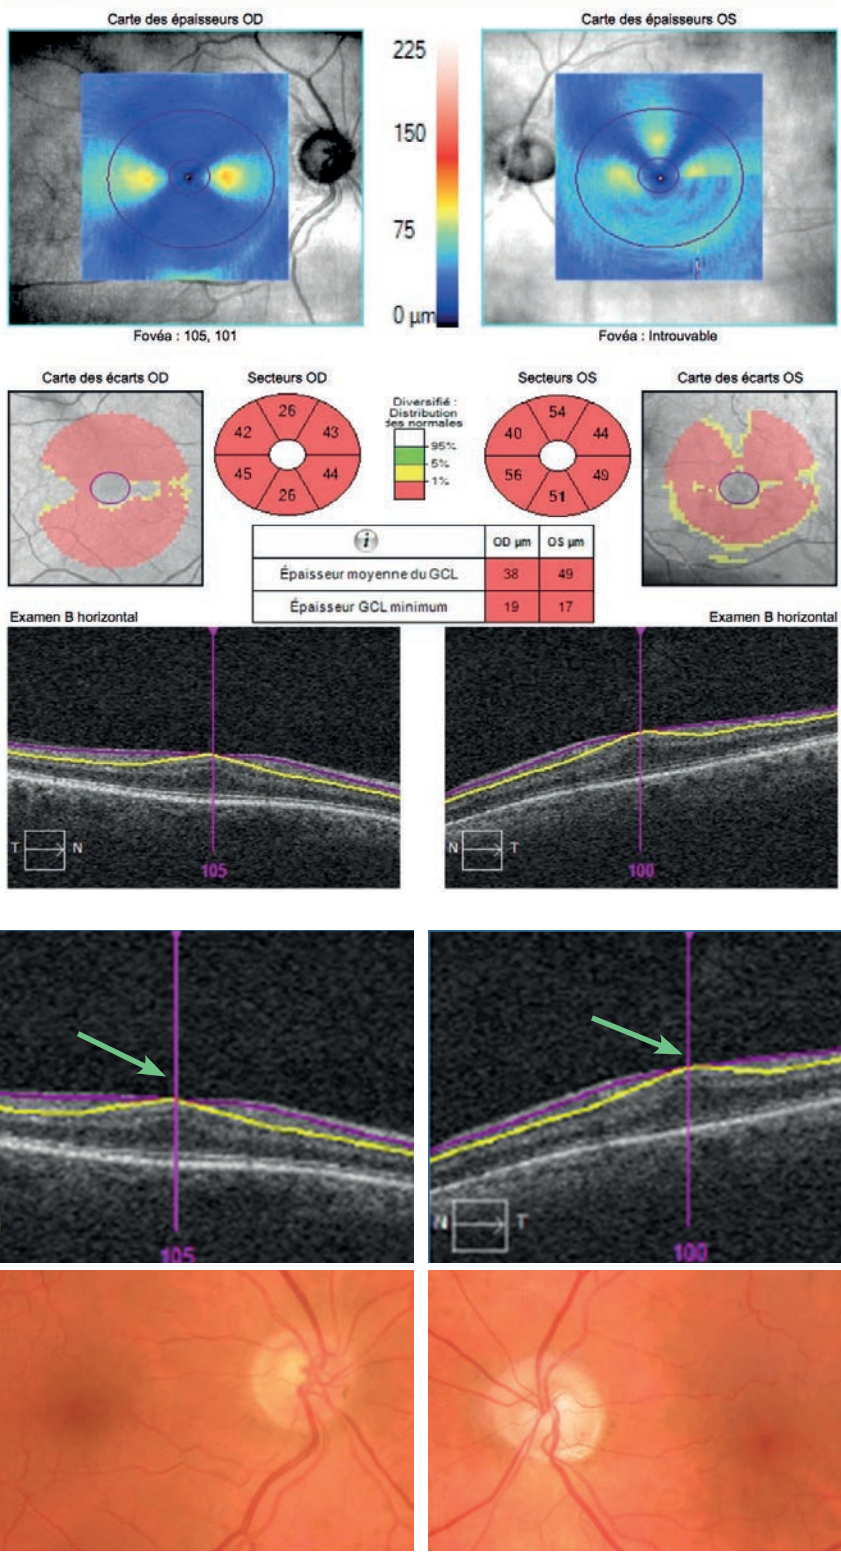 Carte des épaisseurs OD
Carte des épaisseurs OS
225
150
75
0 µm
Fovéa : 105, 101
Fovéa : Introuvable
Carte des écarts OD
Secteurs OD
Diversifié :
Distribution
des normales
95%
5%
1%
Secteurs OS
Carte des écarts OS
26
42
43
45
44
26
54
40
44
56
49
51
i
OD µm
OS µm
Épaisseur moyenne du GCL
38
49
Épaisseur GCL minimum
19
17
Examen B horizontal
Examen B horizontal
T
N
105
N
T
100
105
N
T
100